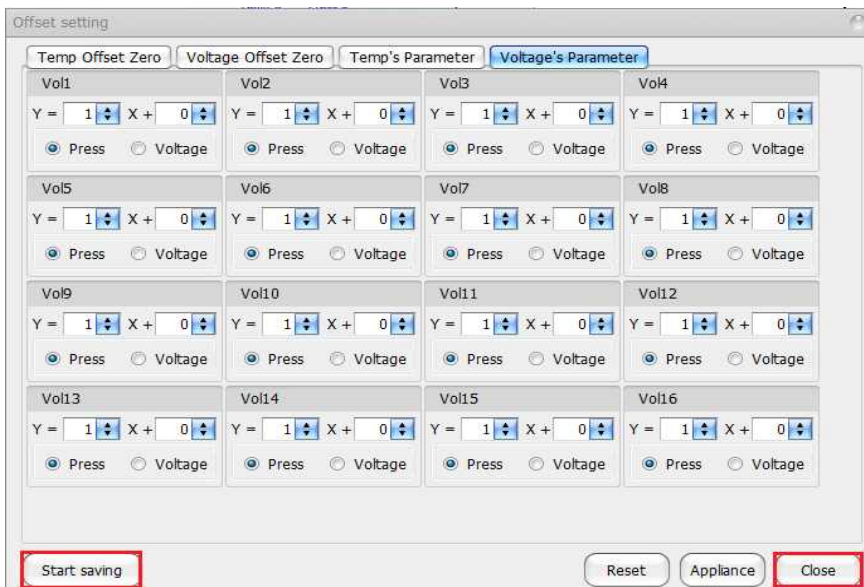 Offset setting
Temp Offset Zero Voltage Offset Zero Temp's Parameter Voltage's Parameter
Vol1 Vol2 Vol3 Vol4
Y = 1 X + 0 Y = 1 X + 0 Y = 1 X + 0 Y = 1 X + 0
Press Voltage Press Voltage Press Voltage Press Voltage
Vol5 Vol6 Vol7 Vol8
Y = 1 X + 0 Y = 1 X + 0 Y = 1 X + 0 Y = 1 X + 0
Press Voltage Press Voltage Press Voltage Press Voltage
Vol9 Vol10 Vol11 Vol12
Y = 1 X + 0 Y = 1 X + 0 Y = 1 X + 0 Y = 1 X + 0
Press Voltage Press Voltage Press Voltage Press Voltage
Vol13 Vol14 Vol15 Vol16
Y = 1 X + 0 Y = 1 X + 0 Y = 1 X + 0 Y = 1 X + 0
Press Voltage Press Voltage Press Voltage Press Voltage
Start saving Reset Appliance Close